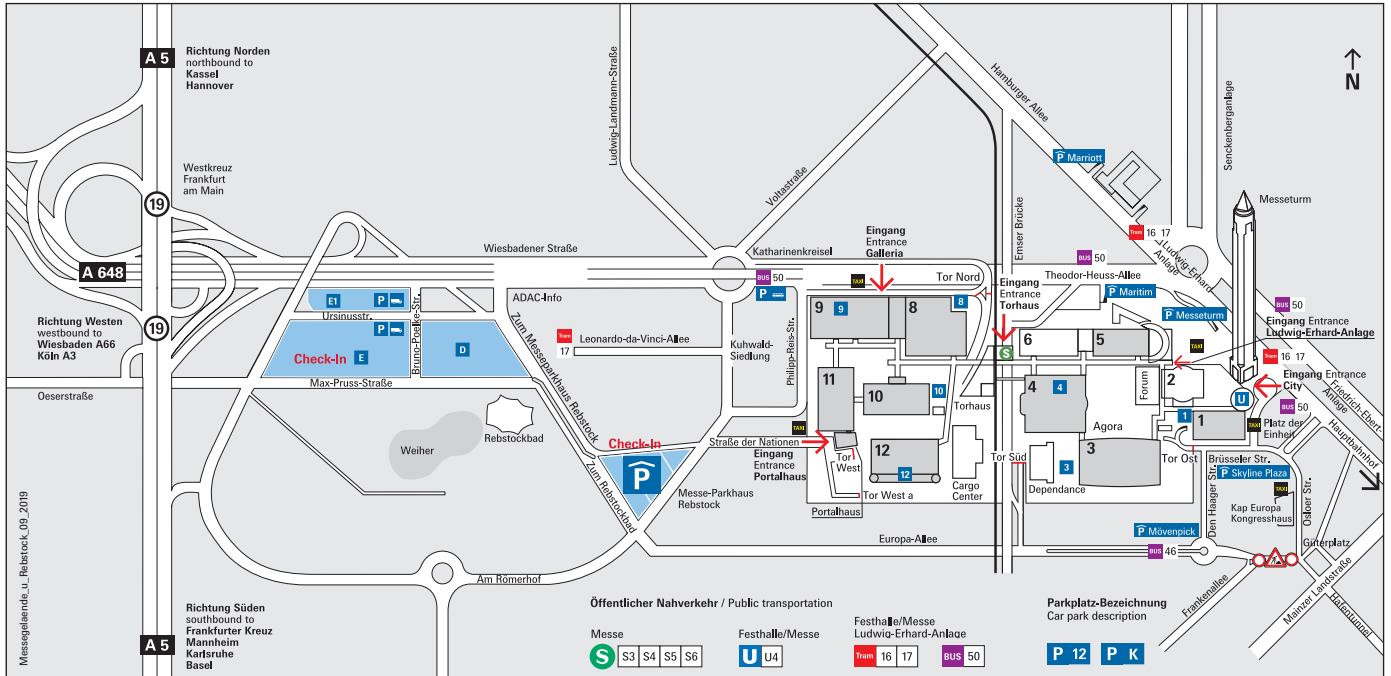 A 5
Richtung Norden
northbound to
Kassel
Hannover
Westkreuz
Frankfurt
am Main
19
A 648
Richtung Westen
westbound to
Wiesbaden A66
Köln A3
19
Oeserstraße
Messegelaende_u_Rebstock_09_2019
A 5
Richtung Süden
southbound to
Frankfurter Kreuz
Mannheim
Karlsruhe
Basel
Wiesbadener Straße
E1
P
Ursinusstr.
P
Check-In
E
Bruno-Poelke-Str.
D
Max-Pruss-Straße
ADAC-Info
Zum Messeparkhaus Rebstock
Tram
17
Leonardo-da-Vinci-Allee
Weiher
Rebstockbad
Check-In
P
Zum Rebstockbad
Messe-Parkhaus
Rebstock
Am Römerhof
Ludwig-Landmann-Straße
Voltastraße
Katharinenkreisel
BUS 50
P
Kuhwald-
Siedlung
Philipp-Reis-Str.
Straße der Nationen
TAXI
Eingang
Entrance
Portalhaus
Eingang
Entrance
Galleria
TAXI
Tor Nord
9
9
8
8
11
10
10
12
12
Tor
West
Tor West a
Portalhaus
Cargo
Center
Torhaus
Europa-Allee
Emser Brücke
Eingang
Entrance
Torhaus
S
Hamburger Allee
P Marriott
Senckenberganlage
Messeturm
Tram 16 17
Ludwig-Erhard
Anlage
BUS 50
Theodor-Heuss-Allee
P Maritim
P Messeturm
BUS 50
Eingang Entrance
Ludwig-Erhard-Anlage
TAXI
Tram 16 17
Eingang Entrance
City
U
BUS 50
Friedrich-Ebert-
Anlage
Hauptbahnhof
6
5
4
4
Forum
2
1
1
TAXI
Platz der
Einheit
Agora
3
3
Tor Süd
Dependance
Tor Ost
Brüsseler Str.
P Skyline Plaza
TAXI
Kap Europa
Kongresshaus
Den Haager Str.
Osloer Str.
P Mövenpick
BUS 46
Güterplatz
Frankenallee
Mainzer Landstraße
Hafentunnel
N
Öffentlicher Nahverkehr / Public transportation
Messe
S S3 S4 S5 S6
Festhalle/Messe
U U4
Festhalle/Messe
Ludwig-Erhard-Anlage
Tram 16 17
BUS 50
Parkplatz-Bezeichnung
Car park description
P 12
P K